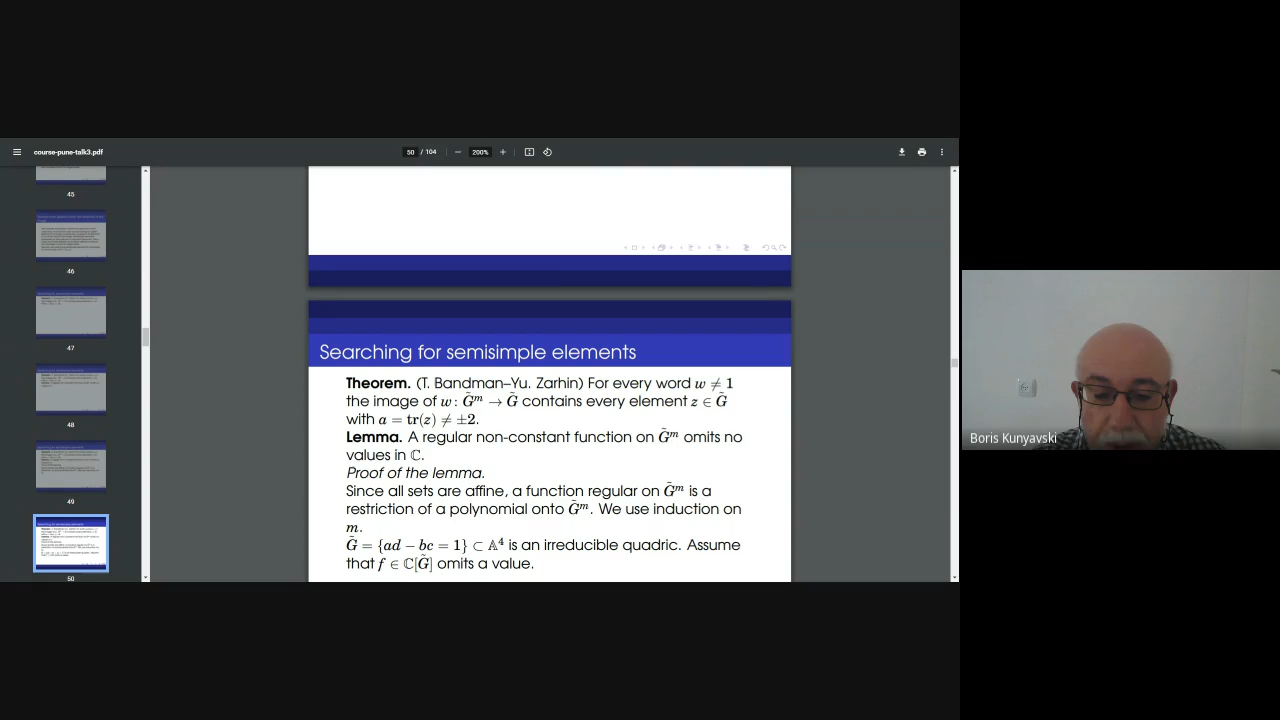 course-pune-talk3.pdf
50 / 104
200%
45
46
47
48
49
50
Searching for semisimple elements
Theorem. (T. Bandman–Yu. Zarhin) For every word w ≠ 1
the image of w: G̃ᵐ → G̃ contains every element z ∈ G̃
with a = tr(z) ≠ ±2.
Lemma. A regular non-constant function on G̃ᵐ omits no
values in ℂ.
Proof of the lemma.
Since all sets are affine, a function regular on G̃ᵐ is a
restriction of a polynomial onto G̃ᵐ. We use induction on
m.
G̃ = {ad − bc = 1} ⊂ 𝔸⁴ is an irreducible quadric. Assume
that f ∈ ℂ[G̃] omits a value.
Boris Kunyavski